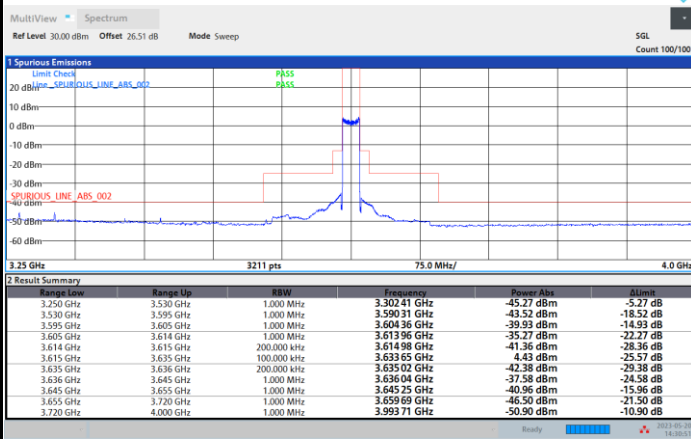 MultiView Spectrum
Ref Level 30.00 dBm Offset 26.51 dB Mode Sweep SGL
Count 100/100
1 Spurious Emissions
Limit Check PASS
Line _SPURIOUS_LINE_ABS_002 PASS
20 dBm
10 dBm
0 dBm
-10 dBm
-20 dBm
-30 dBm
SPURIOUS_LINE_ABS_002
-40 dBm
-50 dBm
-60 dBm
3.25 GHz 3211 pts 75.0 MHz/ 4.0 GHz
2 Result Summary
Range Low Range Up RBW Frequency Power Abs ΔLimit
3.250 GHz 3.530 GHz 1.000 MHz 3.302 41 GHz -45.27 dBm -5.27 dB
3.530 GHz 3.595 GHz 1.000 MHz 3.590 31 GHz -43.52 dBm -18.52 dB
3.595 GHz 3.605 GHz 1.000 MHz 3.604 36 GHz -39.93 dBm -14.93 dB
3.605 GHz 3.614 GHz 1.000 MHz 3.613 96 GHz -35.27 dBm -22.27 dB
3.614 GHz 3.615 GHz 200.000 kHz 3.614 98 GHz -41.36 dBm -28.36 dB
3.615 GHz 3.635 GHz 100.000 kHz 3.633 65 GHz 4.43 dBm -25.57 dB
3.635 GHz 3.636 GHz 200.000 kHz 3.635 02 GHz -42.38 dBm -29.38 dB
3.636 GHz 3.645 GHz 1.000 MHz 3.636 04 GHz -37.58 dBm -24.58 dB
3.645 GHz 3.655 GHz 1.000 MHz 3.645 25 GHz -40.96 dBm -15.96 dB
3.655 GHz 3.720 GHz 1.000 MHz 3.659 69 GHz -46.50 dBm -21.50 dB
3.720 GHz 4.000 GHz 1.000 MHz 3.993 71 GHz -50.90 dBm -10.90 dB
Ready 2023-05-20
14:30:51